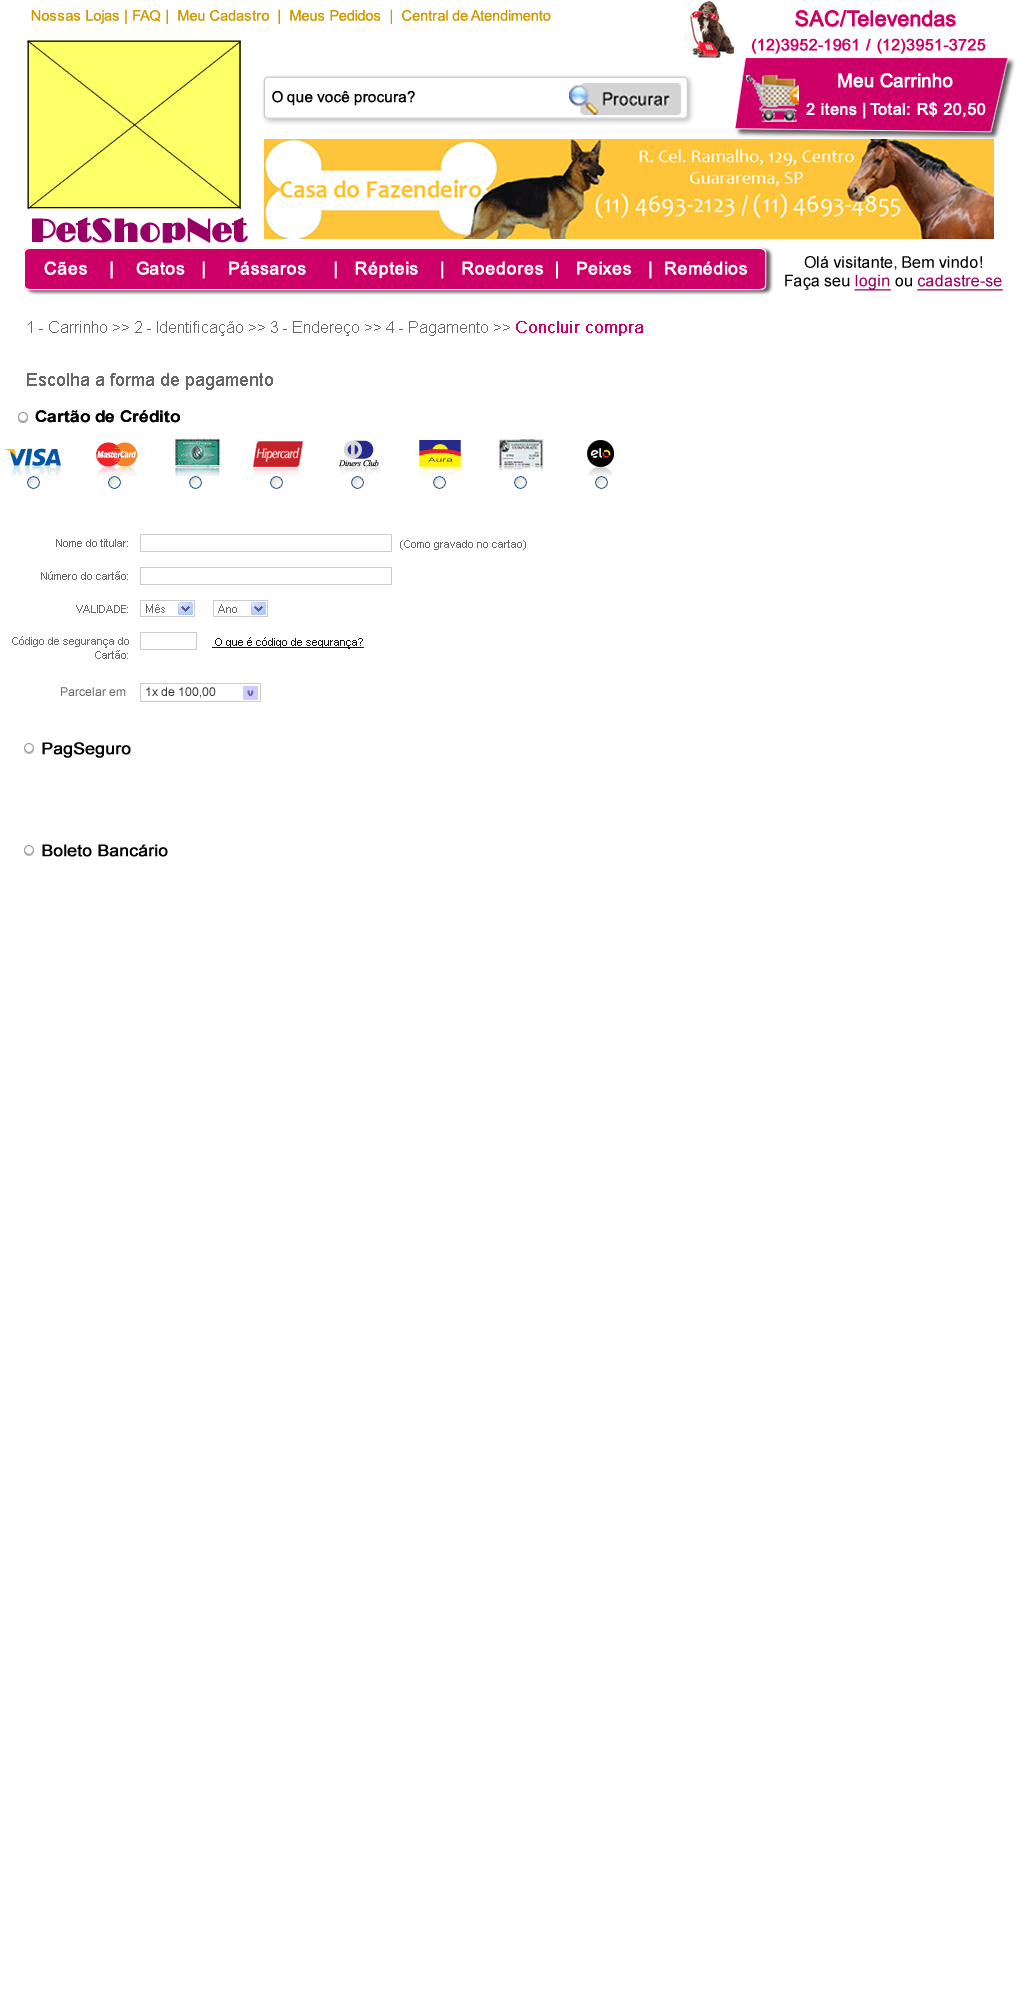 Nossas Lojas | FAQ | Meu Cadastro | Meus Pedidos | Central de Atendimento
SAC/Televendas
(12)3952-1961 / (12)3951-3725
Meu Carrinho
2 itens | Total: R$ 20,50
O que você procura?
Procurar
Casa do Fazendeiro
R. Cel. Ramalho, 129, Centro
Guararema, SP
(11) 4693-2123 / (11) 4693-4855
PetShopNet
Cães | Gatos | Pássaros | Répteis | Roedores | Peixes | Remédios
Olá visitante, Bem vindo!
Faça seu login ou cadastre-se
1 - Carrinho >> 2 - Identificação >> 3 - Endereço >> 4 - Pagamento >> Concluir compra
Escolha a forma de pagamento
Cartão de Crédito
VISA MasterCard Hipercard Diners Club Aura elo
Nome do titular: (Como gravado no cartao)
Número do cartão:
VALIDADE: Mês Ano
Código de segurança do
Cartão:
O que é código de segurança?
Parcelar em 1x de 100,00
PagSeguro
Boleto Bancário